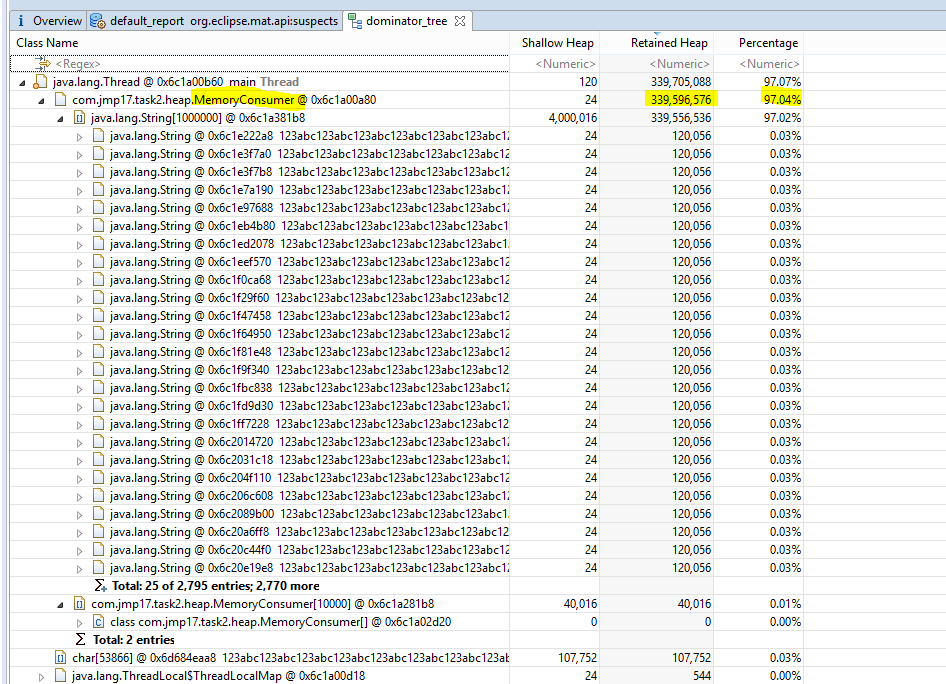 Overview default_report org.eclipse.mat.api:suspects dominator_tree
Class Name Shallow Heap Retained Heap Percentage
<Regex> <Numeric> <Numeric> <Numeric>
java.lang.Thread @ 0x6c1a00b60 main Thread 120 339,705,088 97.07%
com.jmp17.task2.heap.MemoryConsumer @ 0x6c1a00a80 24 339,596,576 97.04%
java.lang.String[1000000] @ 0x6c1a381b8 4,000,016 339,556,536 97.02%
java.lang.String @ 0x6c1e222a8 123abc123abc123abc123abc123abc123abc12 24 120,056 0.03%
java.lang.String @ 0x6c1e3f7a0 123abc123abc123abc123abc123abc123abc12 24 120,056 0.03%
java.lang.String @ 0x6c1e3f7b8 123abc123abc123abc123abc123abc123abc12 24 120,056 0.03%
java.lang.String @ 0x6c1e7a190 123abc123abc123abc123abc123abc123abc12 24 120,056 0.03%
java.lang.String @ 0x6c1e97688 123abc123abc123abc123abc123abc123abc12 24 120,056 0.03%
java.lang.String @ 0x6c1eb4b80 123abc123abc123abc123abc123abc123abc1 24 120,056 0.03%
java.lang.String @ 0x6c1ed2078 123abc123abc123abc123abc123abc123abc1 24 120,056 0.03%
java.lang.String @ 0x6c1eef570 123abc123abc123abc123abc123abc123abc12 24 120,056 0.03%
java.lang.String @ 0x6c1f0ca68 123abc123abc123abc123abc123abc123abc12 24 120,056 0.03%
java.lang.String @ 0x6c1f29f60 123abc123abc123abc123abc123abc123abc12 24 120,056 0.03%
java.lang.String @ 0x6c1f47458 123abc123abc123abc123abc123abc123abc12 24 120,056 0.03%
java.lang.String @ 0x6c1f64950 123abc123abc123abc123abc123abc123abc12 24 120,056 0.03%
java.lang.String @ 0x6c1f81e48 123abc123abc123abc123abc123abc123abc12 24 120,056 0.03%
java.lang.String @ 0x6c1f9f340 123abc123abc123abc123abc123abc123abc12 24 120,056 0.03%
java.lang.String @ 0x6c1fbc838 123abc123abc123abc123abc123abc123abc12 24 120,056 0.03%
java.lang.String @ 0x6c1fd9d30 123abc123abc123abc123abc123abc123abc12 24 120,056 0.03%
java.lang.String @ 0x6c1ff7228 123abc123abc123abc123abc123abc123abc12 24 120,056 0.03%
java.lang.String @ 0x6c2014720 123abc123abc123abc123abc123abc123abc12 24 120,056 0.03%
java.lang.String @ 0x6c2031c18 123abc123abc123abc123abc123abc123abc12 24 120,056 0.03%
java.lang.String @ 0x6c204f110 123abc123abc123abc123abc123abc123abc12 24 120,056 0.03%
java.lang.String @ 0x6c206c608 123abc123abc123abc123abc123abc123abc12 24 120,056 0.03%
java.lang.String @ 0x6c2089b00 123abc123abc123abc123abc123abc123abc1 24 120,056 0.03%
java.lang.String @ 0x6c20a6ff8 123abc123abc123abc123abc123abc123abc12 24 120,056 0.03%
java.lang.String @ 0x6c20c44f0 123abc123abc123abc123abc123abc123abc12 24 120,056 0.03%
java.lang.String @ 0x6c20e19e8 123abc123abc123abc123abc123abc123abc12 24 120,056 0.03%
Total: 25 of 2,795 entries; 2,770 more
com.jmp17.task2.heap.MemoryConsumer[10000] @ 0x6c1a281b8 40,016 40,016 0.01%
class com.jmp17.task2.heap.MemoryConsumer[] @ 0x6c1a02d20 0 0 0.00%
Total: 2 entries
char[53866] @ 0x6d684eaa8 123abc123abc123abc123abc123abc123abc123ab 107,752 107,752 0.03%
java.lang.ThreadLocal$ThreadLocalMap @ 0x6c1a00d18 24 544 0.00%